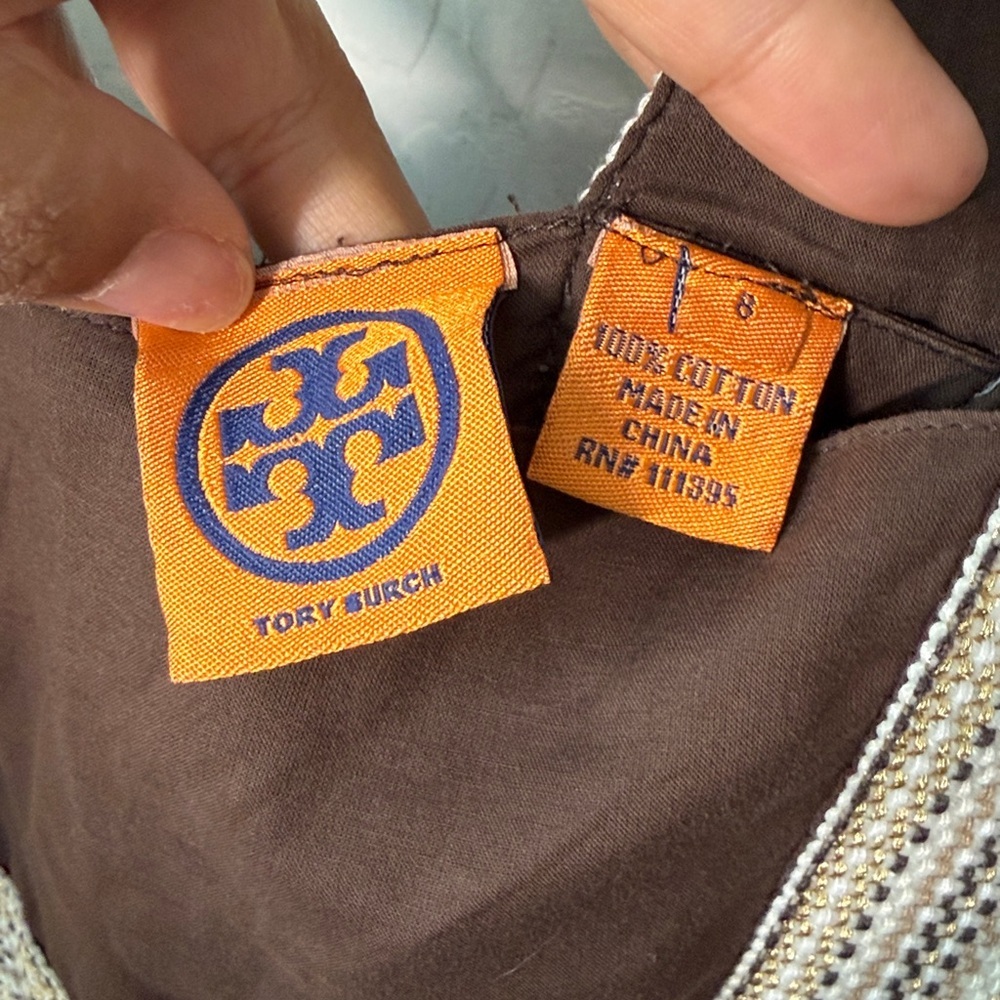 TORY BURCH
8
100% COTTON
MADE IN
CHINA
RN# 111395